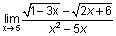 lim x→5 (√(1−3x) − √(2x+6)) / (x² − 5x)